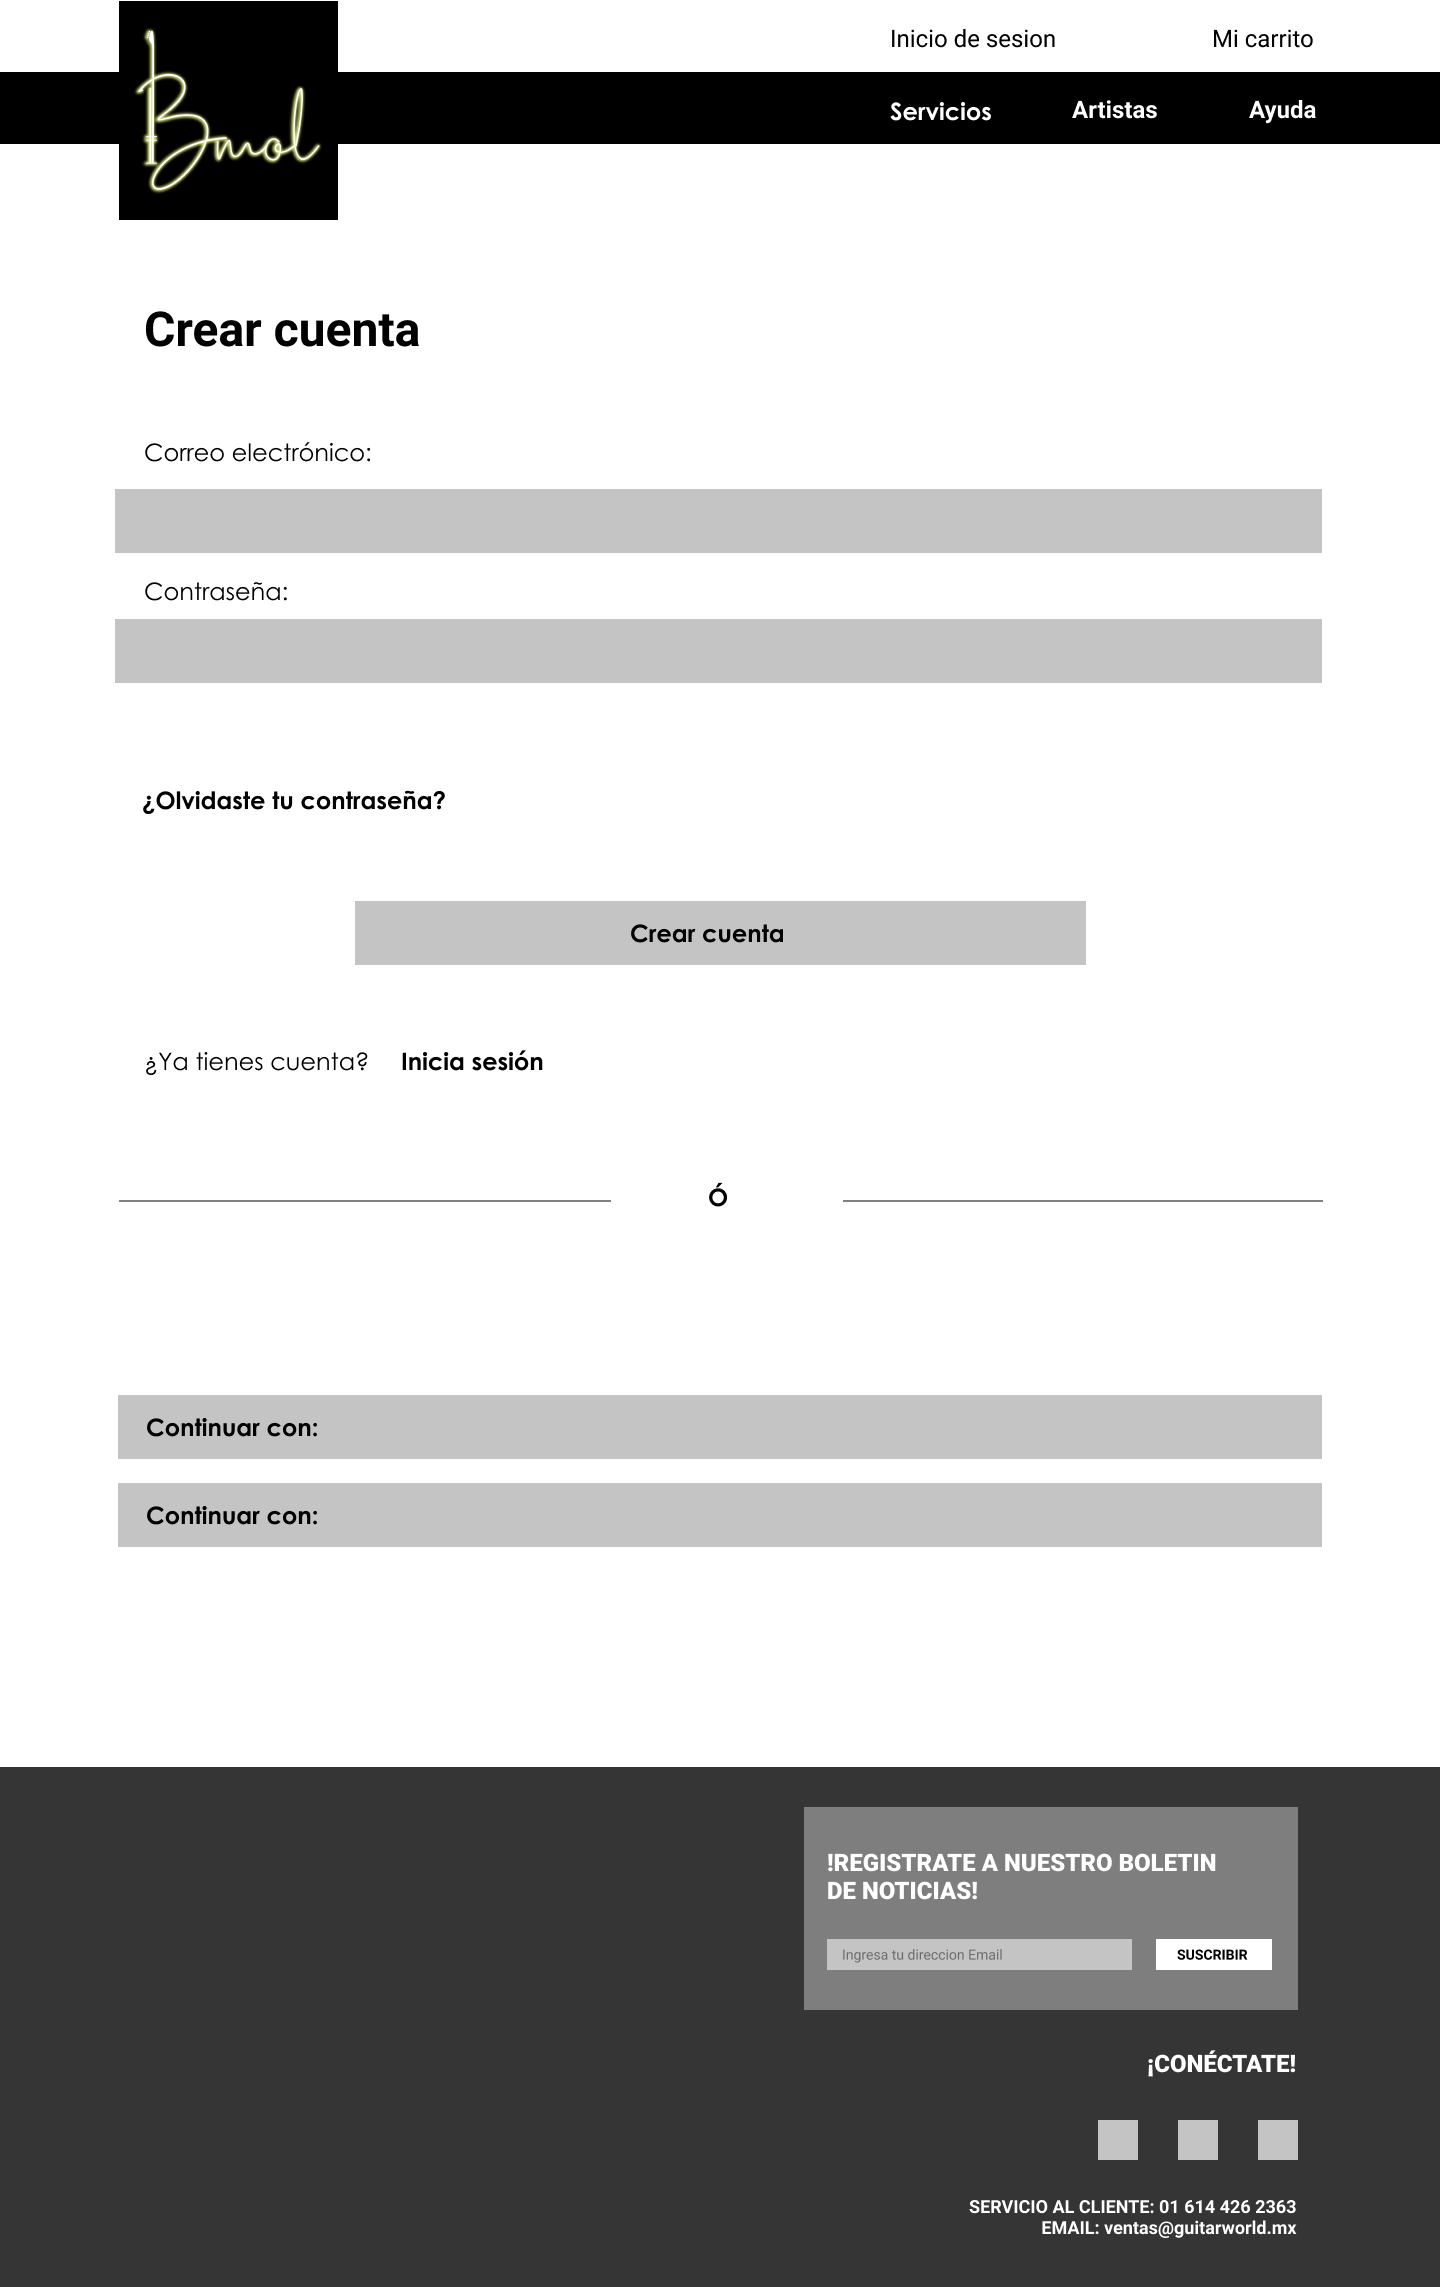 Inicio de sesion
Mi carrito
Bmol
Servicios
Artistas
Ayuda
Crear cuenta
Correo electrónico:
Contraseña:
¿Olvidaste tu contraseña?
Crear cuenta
¿Ya tienes cuenta? Inicia sesión
Ó
Continuar con:
Continuar con:
!REGISTRATE A NUESTRO BOLETIN
DE NOTICIAS!
Ingresa tu direccion Email
SUSCRIBIR
¡CONÉCTATE!
SERVICIO AL CLIENTE: 01 614 426 2363
EMAIL: ventas@guitarworld.mx